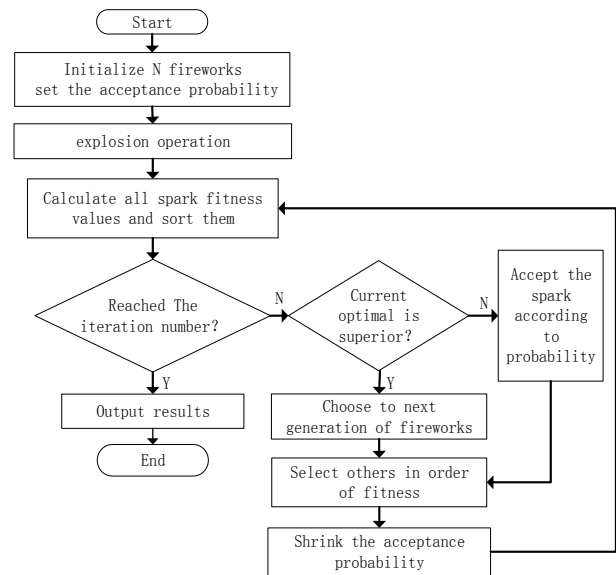 Start
Initialize N fireworks
set the acceptance probability
explosion operation
Calculate all spark fitness
values and sort them
Reached The
iteration number?
N
Current
optimal is
superior?
N
Accept the
spark
according
to
probability
Y
Output results
End
Y
Choose to next
generation of fireworks
Select others in order
of fitness
Shrink the acceptance
probability